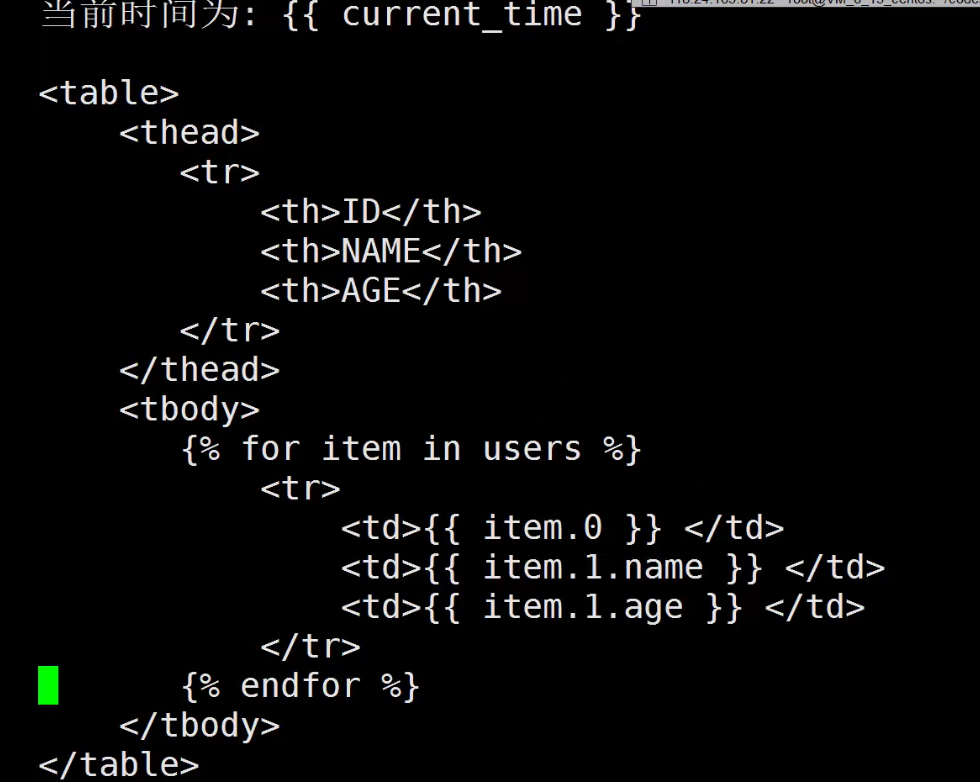 当前时间为: {{ current_time }}
<table>
<thead>
<tr>
<th>ID</th>
<th>NAME</th>
<th>AGE</th>
</tr>
</thead>
<tbody>
{% for item in users %}
<tr>
<td>{{ item.0 }} </td>
<td>{{ item.1.name }} </td>
<td>{{ item.1.age }} </td>
</tr>
{% endfor %}
</tbody>
</table>